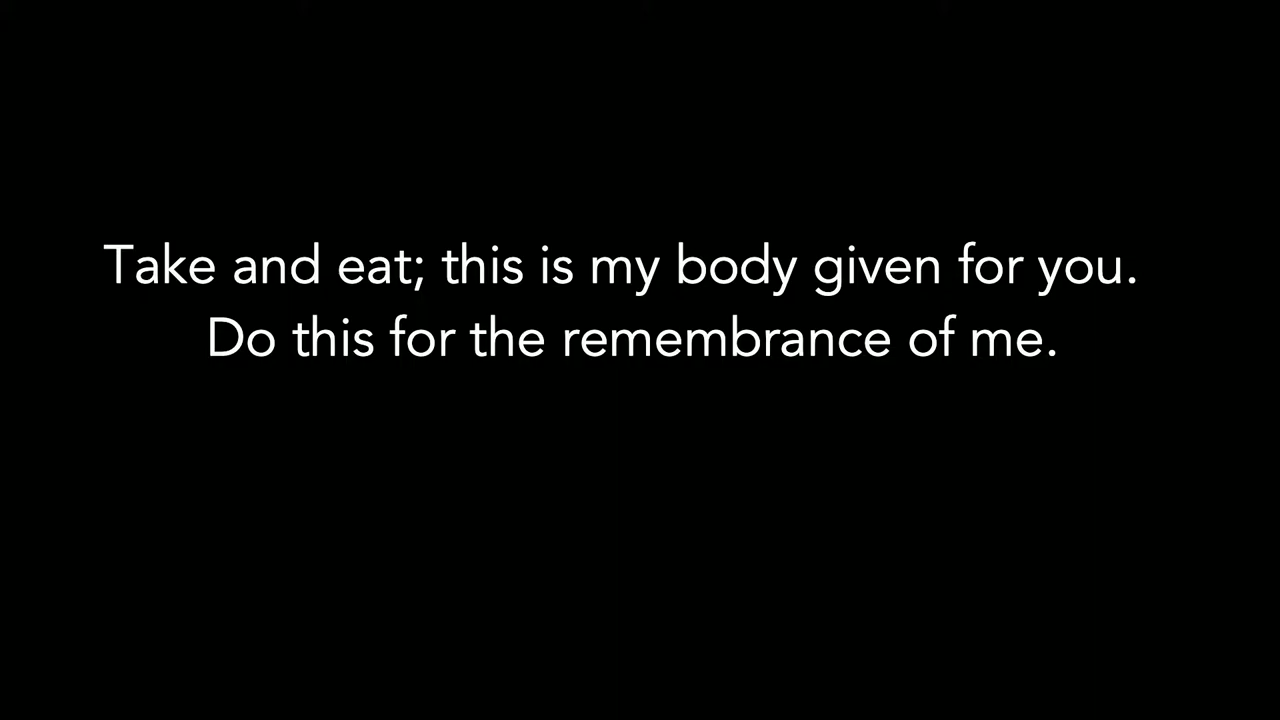 Take and eat; this is my body given for you.
Do this for the remembrance of me.